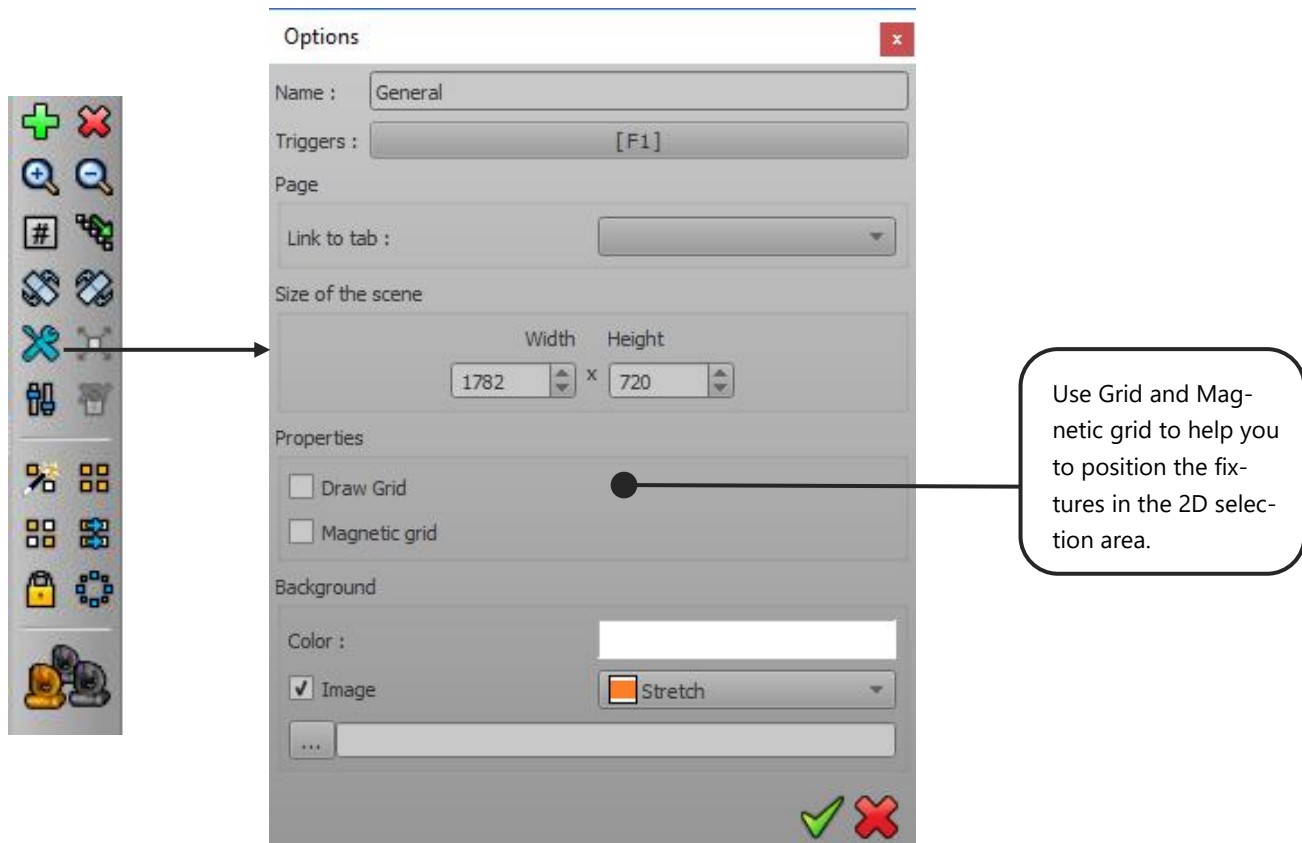 Options
x
Name :
General
Triggers :
[F1]
Page
Link to tab :
Size of the scene
Width Height
1782 x 720
Properties
Draw Grid
Magnetic grid
Background
Color :
Image
Stretch
...
#
Use Grid and Mag-
netic grid to help you
to position the fix-
tures in the 2D selec-
tion area.